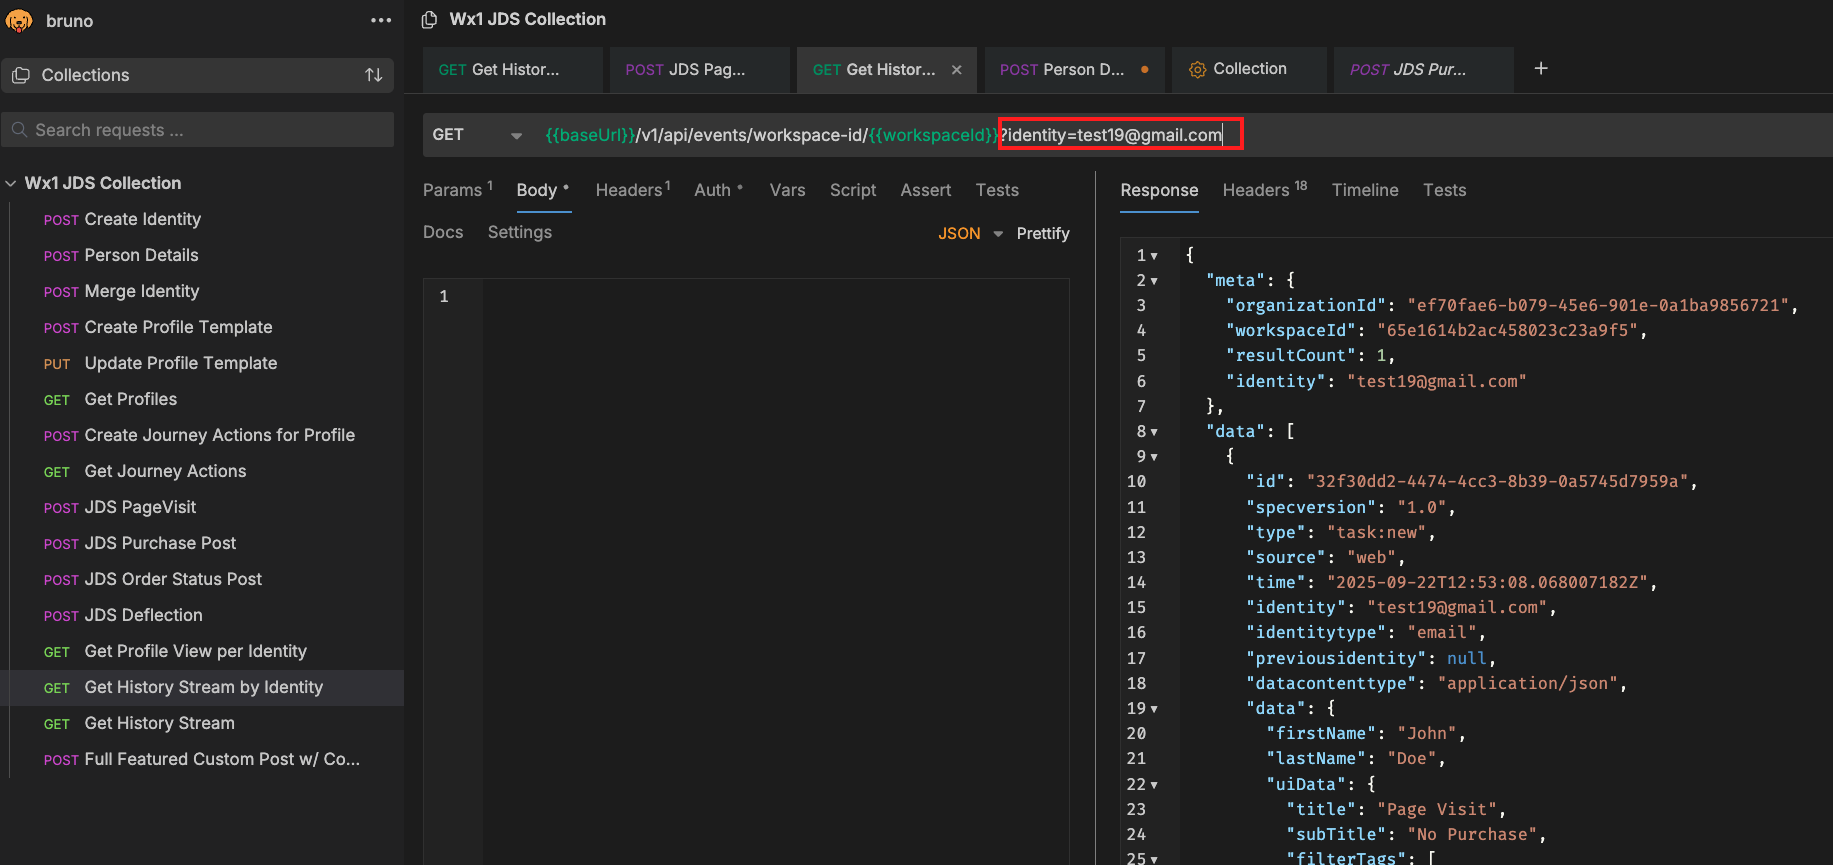 bruno
Collections
Search requests ...
Wx1 JDS Collection
POST Create Identity
POST Person Details
POST Merge Identity
POST Create Profile Template
PUT Update Profile Template
GET Get Profiles
POST Create Journey Actions for Profile
GET Get Journey Actions
POST JDS PageVisit
POST JDS Purchase Post
POST JDS Order Status Post
POST JDS Deflection
GET Get Profile View per Identity
GET Get History Stream by Identity
GET Get History Stream
POST Full Featured Custom Post w/ Co...
Wx1 JDS Collection
GET Get Histor... POST JDS Pag... GET Get Histor... × POST Person D... Collection POST JDS Pur... +
GET {{baseUrl}}/v1/api/events/workspace-id/{{workspaceId}}?identity=test19@gmail.com
Params 1 Body Headers 1 Auth Vars Script Assert Tests
Docs Settings JSON Prettify
1
Response Headers 18 Timeline Tests
1 {
2 "meta": {
3 "organizationId": "ef70fae6-b079-45e6-901e-0a1ba9856721",
4 "workspaceId": "65e1614b2ac458023c23a9f5",
5 "resultCount": 1,
6 "identity": "test19@gmail.com"
7 },
8 "data": [
9 {
10 "id": "32f30dd2-4474-4cc3-8b39-0a5745d7959a",
11 "specversion": "1.0",
12 "type": "task:new",
13 "source": "web",
14 "time": "2025-09-22T12:53:08.068007182Z",
15 "identity": "test19@gmail.com",
16 "identitytype": "email",
17 "previousidentity": null,
18 "datacontenttype": "application/json",
19 "data": {
20 "firstName": "John",
21 "lastName": "Doe",
22 "uiData": {
23 "title": "Page Visit",
24 "subTitle": "No Purchase",
25 "filterTags": [